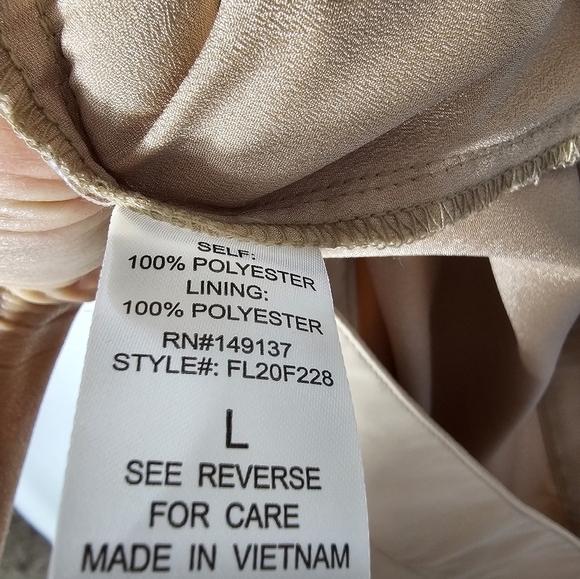 SELF:
100% POLYESTER
LINING:
100% POLYESTER
RN#149137
STYLE#: FL20F228
L
SEE REVERSE
FOR CARE
MADE IN VIETNAM